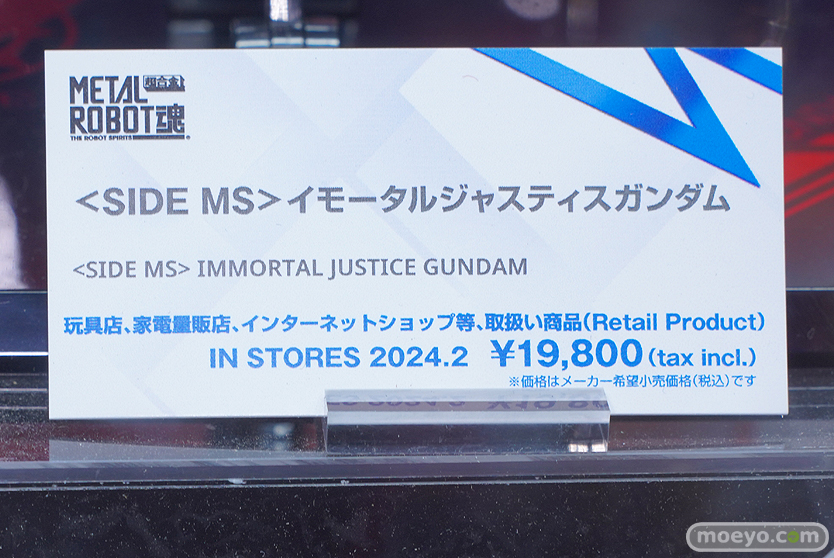 METAL 超合金
ROBOT魂
THE ROBOT SPIRITS
<SIDE MS>イモータルジャスティスガンダム
<SIDE MS> IMMORTAL JUSTICE GUNDAM
玩具店、家電量販店、インターネットショップ等、取扱い商品(Retail Product)
IN STORES 2024.2 ¥19,800(tax incl.)
※価格はメーカー希望小売価格(税込)です
moeyo.com